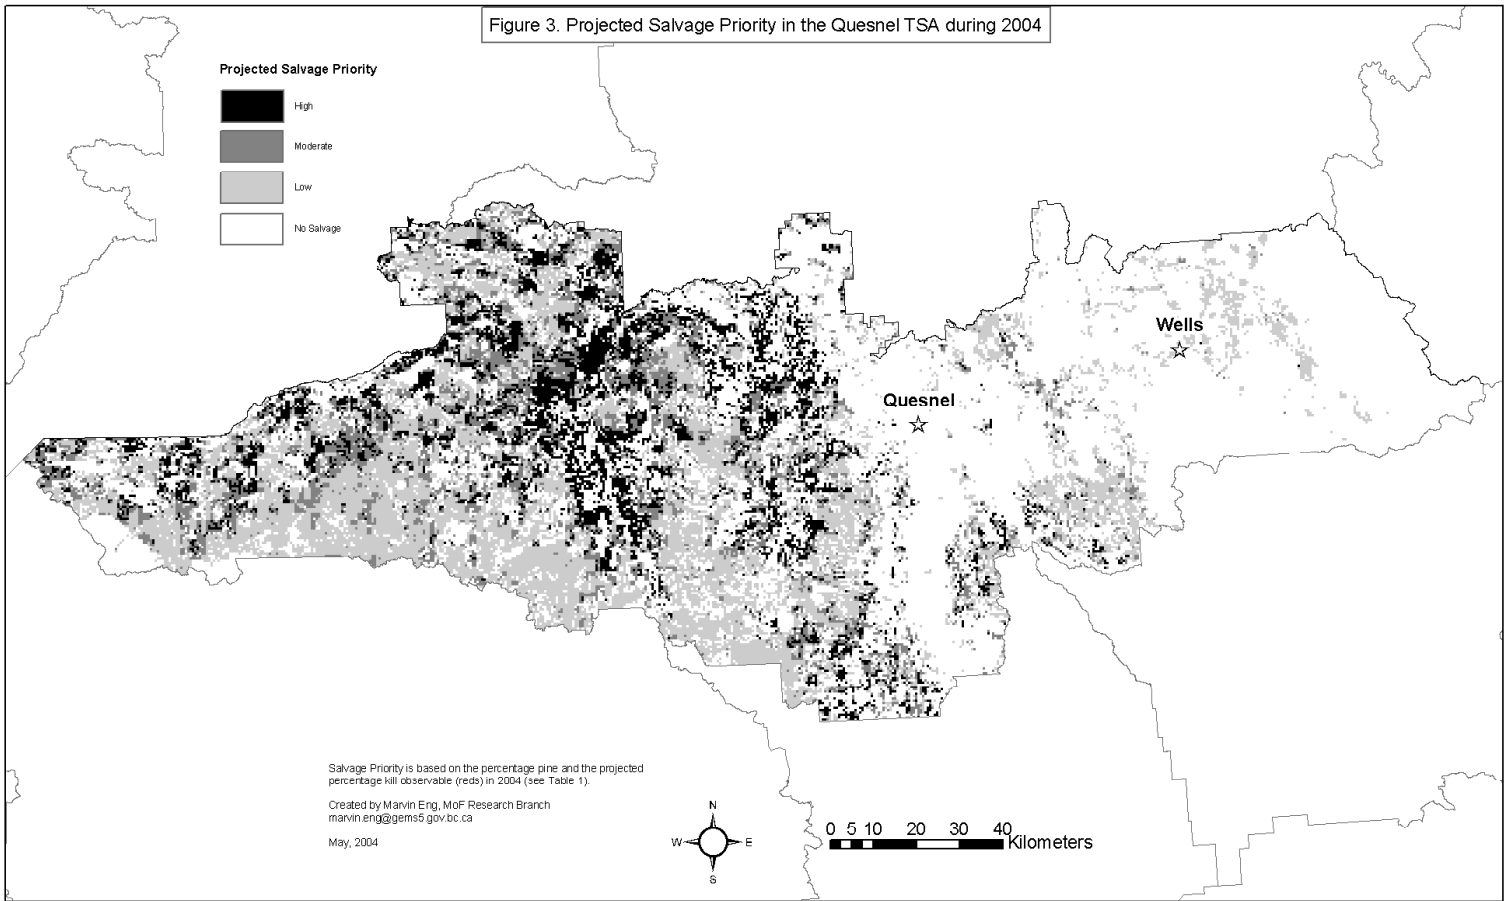 Figure 3. Projected Salvage Priority in the Quesnel TSA during 2004
Projected Salvage Priority
High
Moderate
Low
No Salvage
Wells
Quesnel
Salvage Priority is based on the percentage pine and the projected
percentage kill observable (reds) in 2004 (see Table 1).
Created by Marvin Eng, MoF Research Branch
marvin.eng@gems5.gov.bc.ca
May, 2004
N
W E
S
0 5 10 20 30 40
Kilometers